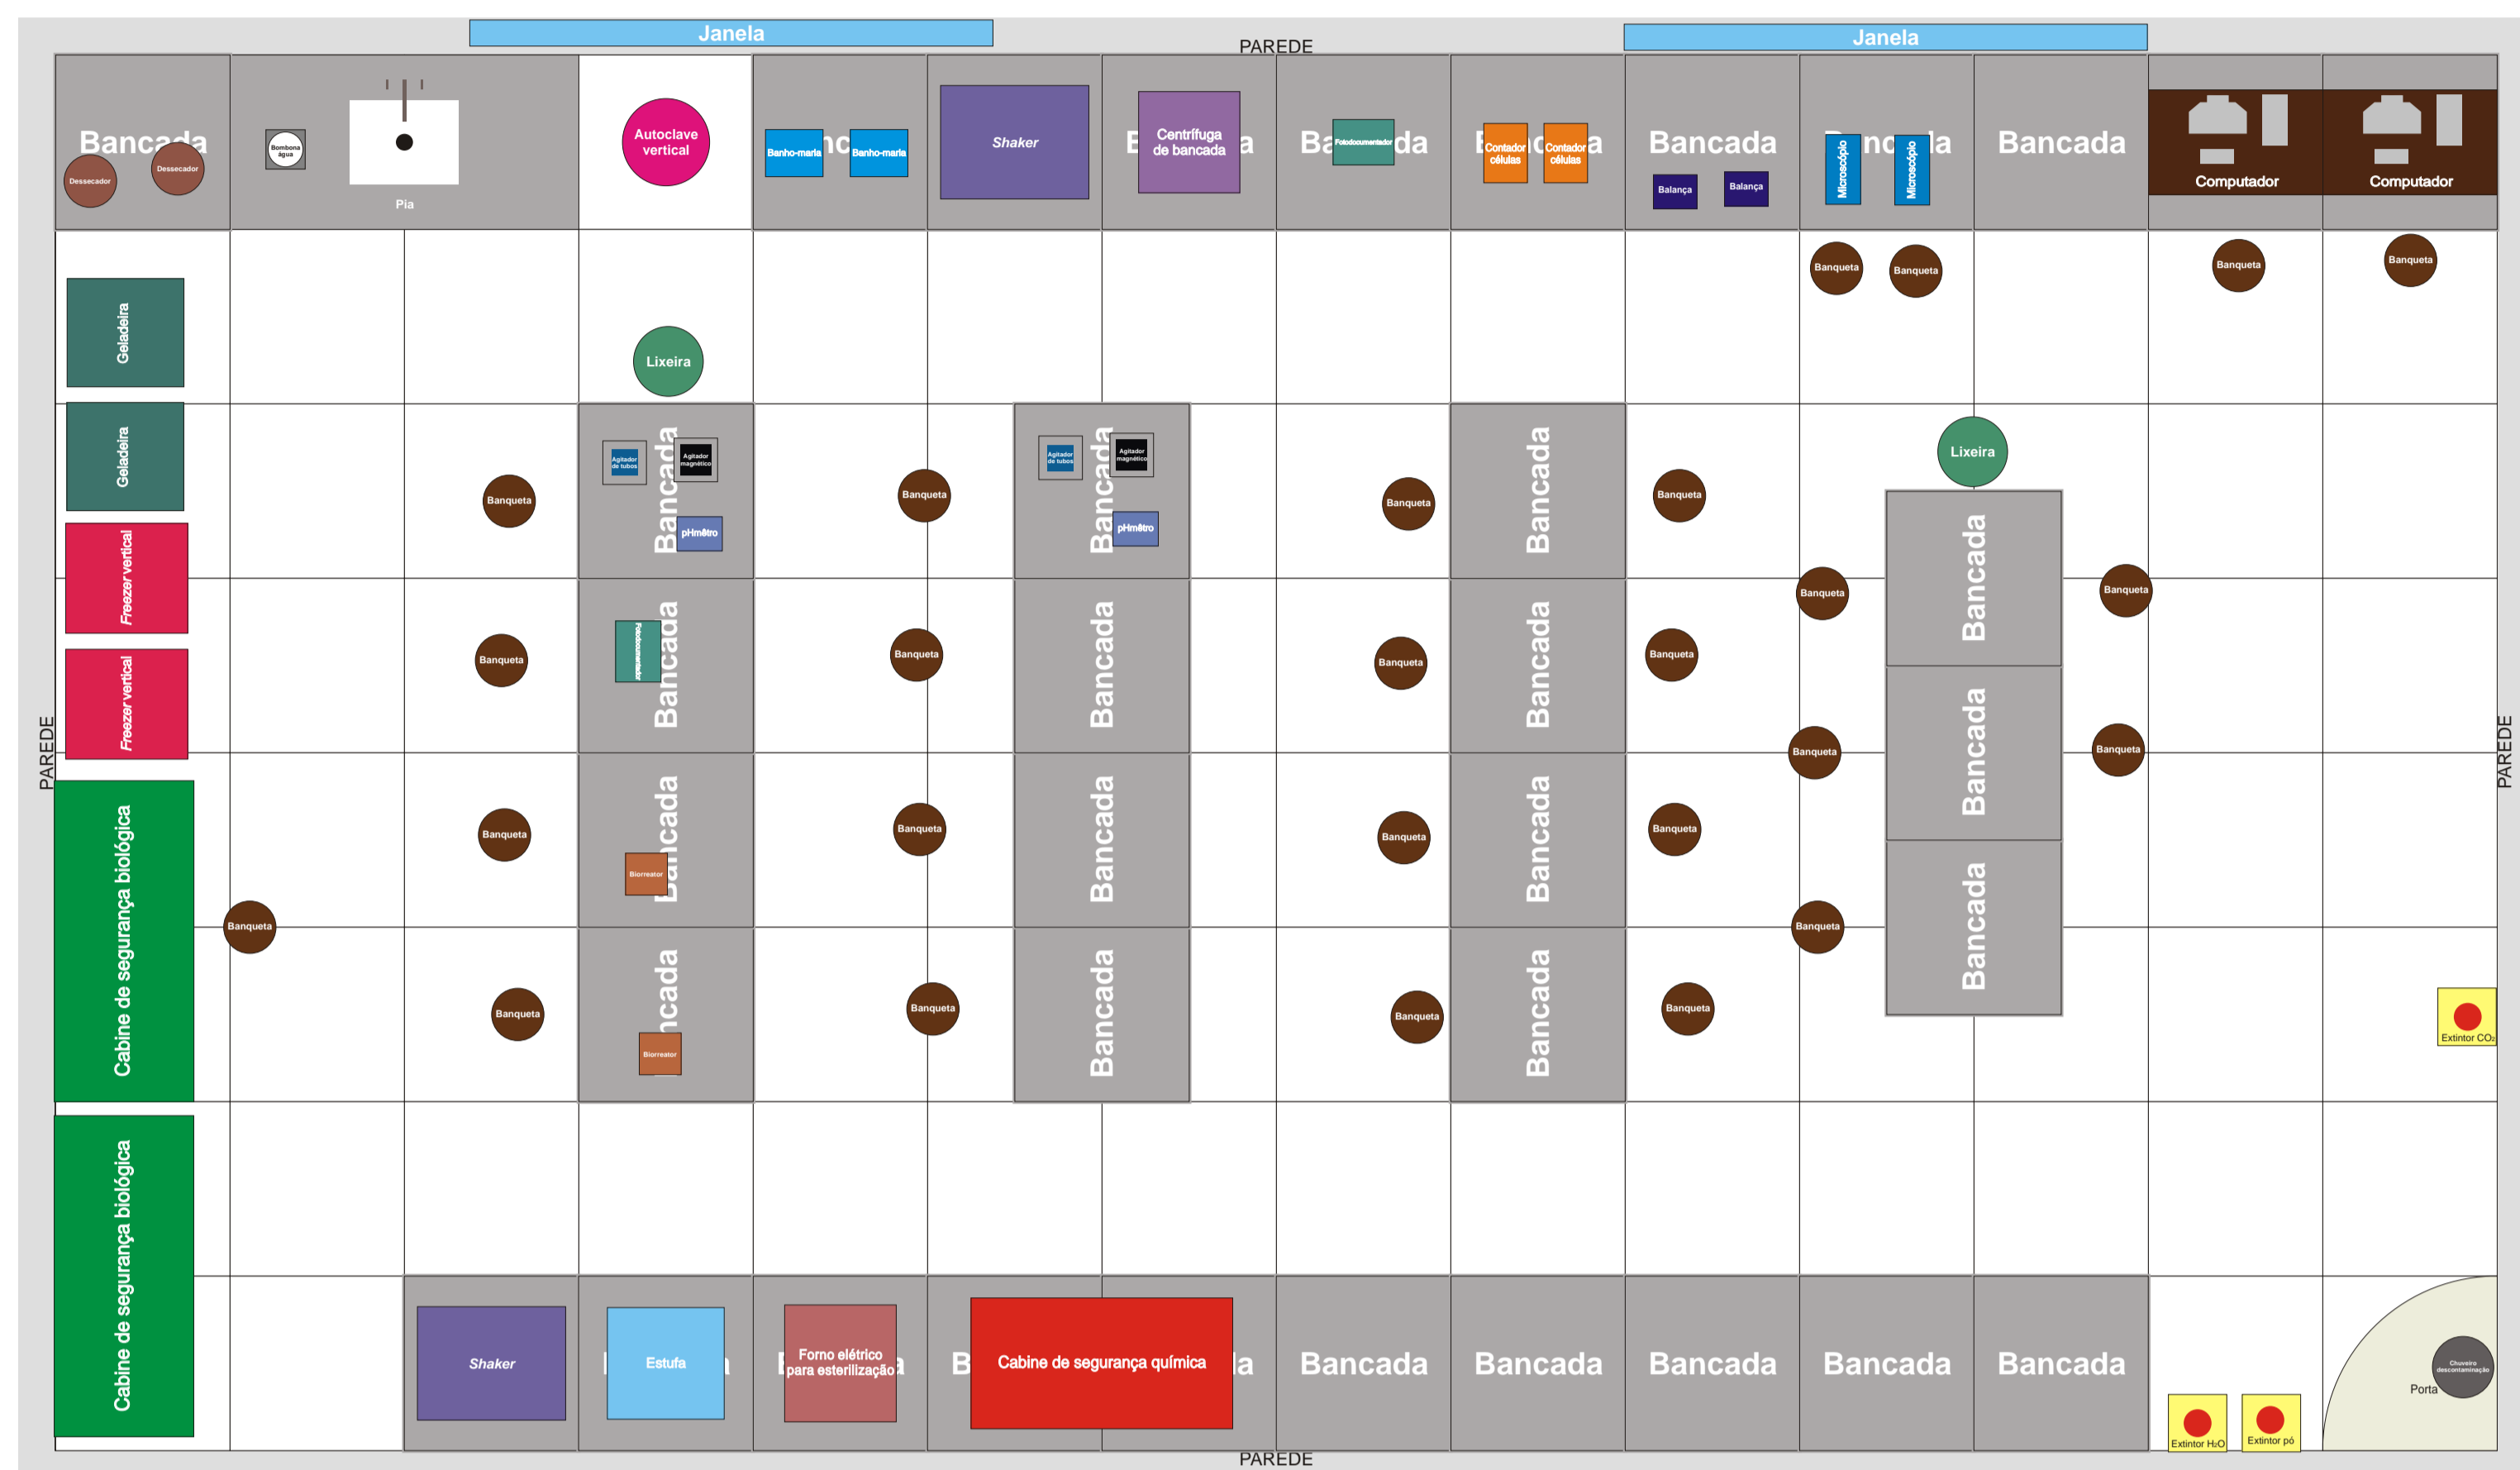 Janela
Janela
PAREDE
Bancada
Dessecador
Dessecador
Bombona
água
Pia
Autoclave
vertical
Banho-maria
Banho-maria
Shaker
Centrífuga
de bancada
Bancada
Fotodocumentador
Contador
células
Contador
células
Bancada
Balança
Balança
Bancada
Microscópio
Microscópio
Bancada
Computador
Computador
Banqueta
Banqueta
Banqueta
Banqueta
Geladeira
Lixeira
Geladeira
Banqueta
Bancada
Agitador
de tubos
Agitador
magnético
pHmêtro
Banqueta
Bancada
Agitador
de tubos
Agitador
magnético
pHmêtro
Banqueta
Bancada
Banqueta
Lixeira
Freezer vertical
Banqueta
Bancada
Banqueta
Freezer vertical
Banqueta
Bancada
Fotodocumentador
Banqueta
Bancada
Banqueta
Bancada
Banqueta
PAREDE
Banqueta
Bancada
Banqueta
PAREDE
Cabine de segurança biológica
Banqueta
Bancada
Biorreator
Banqueta
Bancada
Banqueta
Bancada
Banqueta
Banqueta
Banqueta
Bancada
Banqueta
Bancada
Biorreator
Banqueta
Bancada
Banqueta
Bancada
Banqueta
Extintor CO₂
Cabine de segurança biológica
Shaker
Estufa
Forno elétrico
para esterilização
Cabine de segurança química
Bancada
Bancada
Bancada
Bancada
Bancada
Chuveiro
descontaminação
Porta
Extintor H₂O
Extintor pó
PAREDE